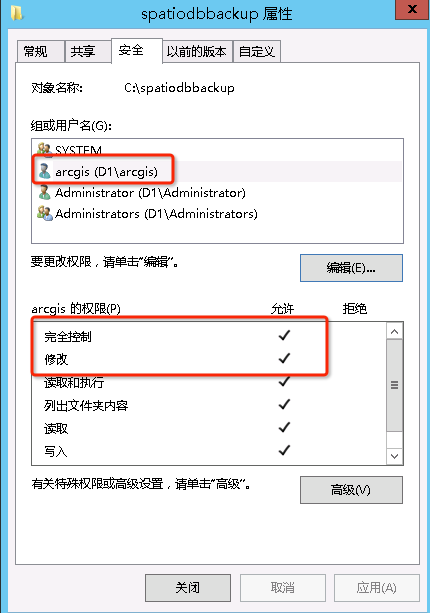 spatiodbbackup 属性
常规 共享 安全 以前的版本 自定义
对象名称: C:\spatiodbbackup
组或用户名(G):
SYSTEM
arcgis (D1\arcgis)
Administrator (D1\Administrator)
Administrators (D1\Administrators)
要更改权限，请单击"编辑"。 编辑(E)...
arcgis 的权限(P) 允许 拒绝
完全控制
修改
读取和执行
列出文件夹内容
读取
写入
有关特殊权限或高级设置，请单击"高级"。 高级(V)
关闭 取消 应用(A)